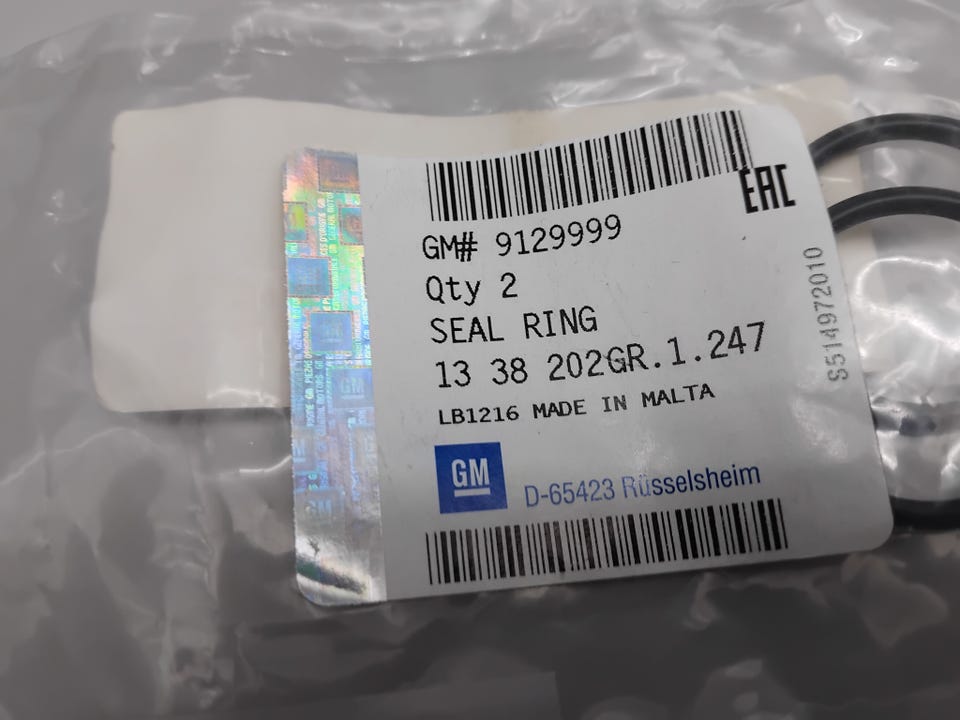 EAC
GM# 9129999
Qty 2
SEAL RING
13 38 202GR.1.247
LB1216 MADE IN MALTA
GM
D-65423 Rüsselsheim
S514972010